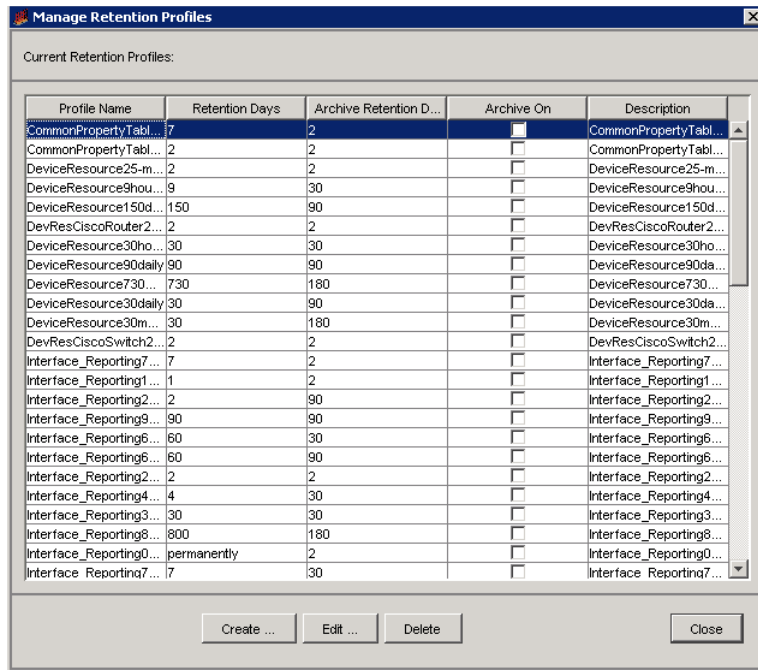 Manage Retention Profiles
Current Retention Profiles:
Profile Name Retention Days Archive Retention D... Archive On Description
CommonPropertyTabl... 7 2 CommonPropertyTabl...
CommonPropertyTabl... 2 2 CommonPropertyTabl...
DeviceResource25-m... 2 2 DeviceResource25-m...
DeviceResource9hou... 9 30 DeviceResource9hou...
DeviceResource150d... 150 90 DeviceResource150d...
DevResCiscoRouter2... 2 2 DevResCiscoRouter2...
DeviceResource30ho... 30 30 DeviceResource30ho...
DeviceResource90daily 90 90 DeviceResource90da...
DeviceResource730... 730 180 DeviceResource730...
DeviceResource30daily 30 90 DeviceResource30da...
DeviceResource30m... 30 180 DeviceResource30m...
DevResCiscoSwitch2... 2 2 DevResCiscoSwitch2...
Interface_Reporting7... 7 2 Interface_Reporting7...
Interface_Reporting1... 1 2 Interface_Reporting1...
Interface_Reporting2... 2 90 Interface_Reporting2...
Interface_Reporting9... 90 90 Interface_Reporting9...
Interface_Reporting6... 60 30 Interface_Reporting6...
Interface_Reporting6... 60 90 Interface_Reporting6...
Interface_Reporting2... 2 2 Interface_Reporting2...
Interface_Reporting4... 4 30 Interface_Reporting4...
Interface_Reporting3... 30 30 Interface_Reporting3...
Interface_Reporting8... 800 180 Interface_Reporting8...
Interface_Reporting0... permanently 2 Interface_Reporting0...
Interface_Reporting7... 7 30 Interface_Reporting7...
Create ... Edit ... Delete Close